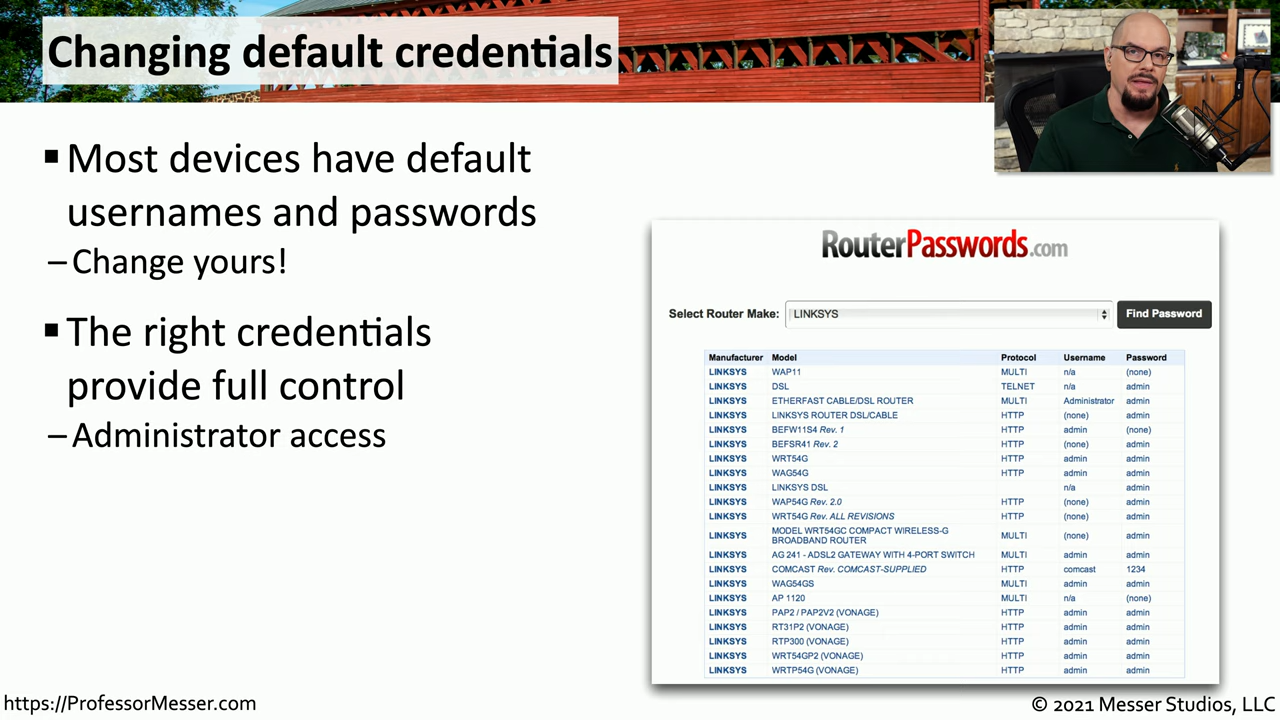 Changing default credentials
▪ Most devices have default
usernames and passwords
– Change yours!
▪ The right credentials
provide full control
– Administrator access
RouterPasswords.com
Select Router Make: LINKSYS Find Password
Manufacturer Model Protocol Username Password
LINKSYS WAP11 MULTI n/a (none)
LINKSYS DSL TELNET n/a admin
LINKSYS ETHERFAST CABLE/DSL ROUTER MULTI Administrator admin
LINKSYS LINKSYS ROUTER DSL/CABLE HTTP (none) admin
LINKSYS BEFW11S4 Rev. 1 HTTP admin (none)
LINKSYS BEFSR41 Rev. 2 HTTP (none) admin
LINKSYS WRT54G HTTP admin admin
LINKSYS WAG54G HTTP admin admin
LINKSYS LINKSYS DSL n/a admin
LINKSYS WAP54G Rev. 2.0 HTTP (none) admin
LINKSYS WRT54G Rev. ALL REVISIONS HTTP (none) admin
LINKSYS MODEL WRT54GC COMPACT WIRELESS-G MULTI (none) admin
BROADBAND ROUTER
LINKSYS AG 241 - ADSL2 GATEWAY WITH 4-PORT SWITCH MULTI admin admin
LINKSYS COMCAST Rev. COMCAST-SUPPLIED HTTP comcast 1234
LINKSYS WAG54GS MULTI admin admin
LINKSYS AP 1120 MULTI n/a (none)
LINKSYS PAP2 / PAP2V2 (VONAGE) HTTP admin admin
LINKSYS RT31P2 (VONAGE) HTTP admin admin
LINKSYS RTP300 (VONAGE) HTTP admin admin
LINKSYS WRT54GP2 (VONAGE) HTTP admin admin
LINKSYS WRTP54G (VONAGE) HTTP admin admin
https://ProfessorMesser.com
© 2021 Messer Studios, LLC